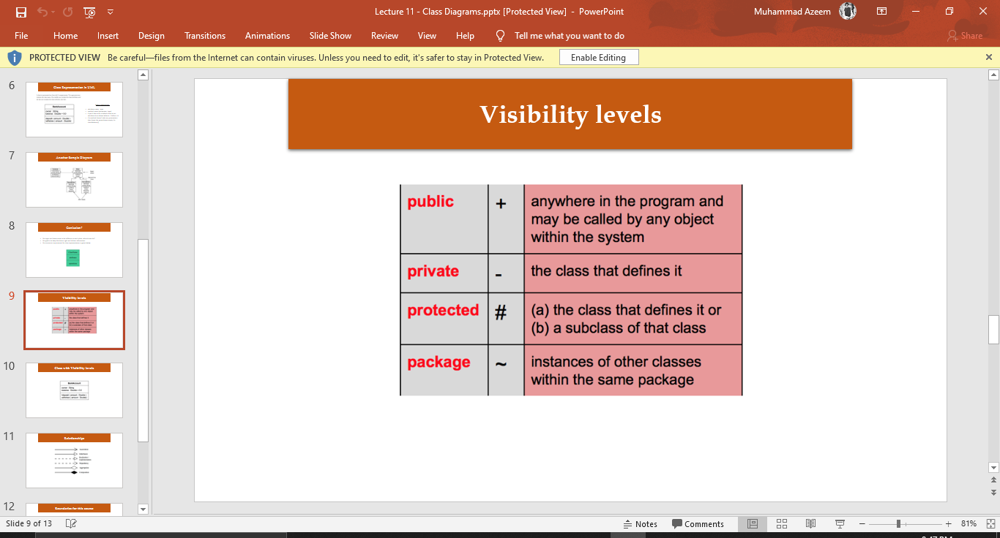 Lecture 11 - Class Diagrams.pptx [Protected View] - PowerPoint
Muhammad Azeem
File Home Insert Design Transitions Animations Slide Show Review View Help Tell me what you want to do Share
PROTECTED VIEW Be careful—files from the Internet can contain viruses. Unless you need to edit, it's safer to stay in Protected View. Enable Editing
6
Class Representation in UML
7
Another Sample Diagram
8
9
Visibility levels
10
Class with Visibility levels
11
Relationships
12
Boundaries for this course
Visibility levels
public + anywhere in the program and
may be called by any object
within the system
private - the class that defines it
protected # (a) the class that defines it or
(b) a subclass of that class
package ~ instances of other classes
within the same package
Slide 9 of 13
Notes Comments 81%